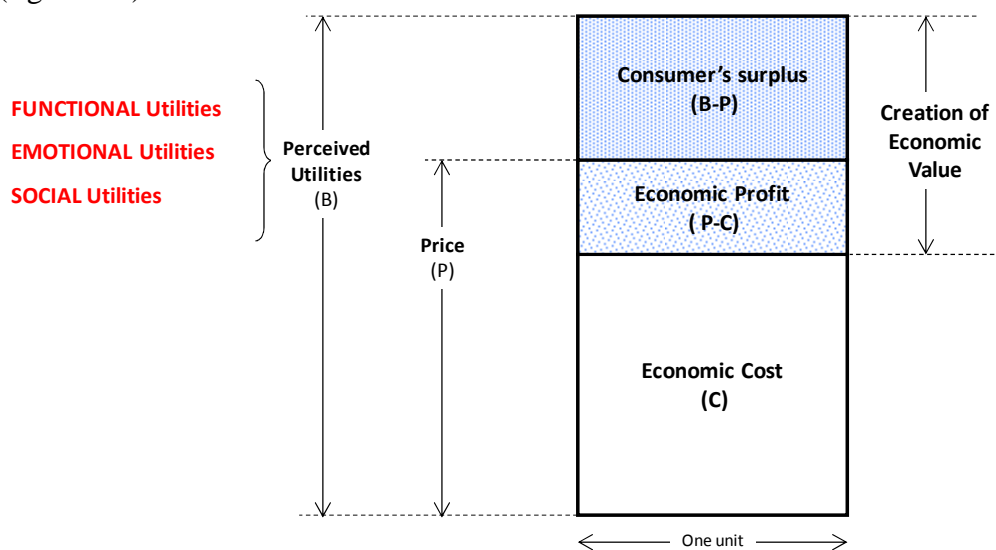 Consumer's surplus
(B-P)
FUNCTIONAL Utilities
EMOTIONAL Utilities
SOCIAL Utilities
Perceived
Utilities
(B)
Creation of
Economic
Value
Economic Profit
( P-C)
Price
(P)
Economic Cost
(C)
One unit